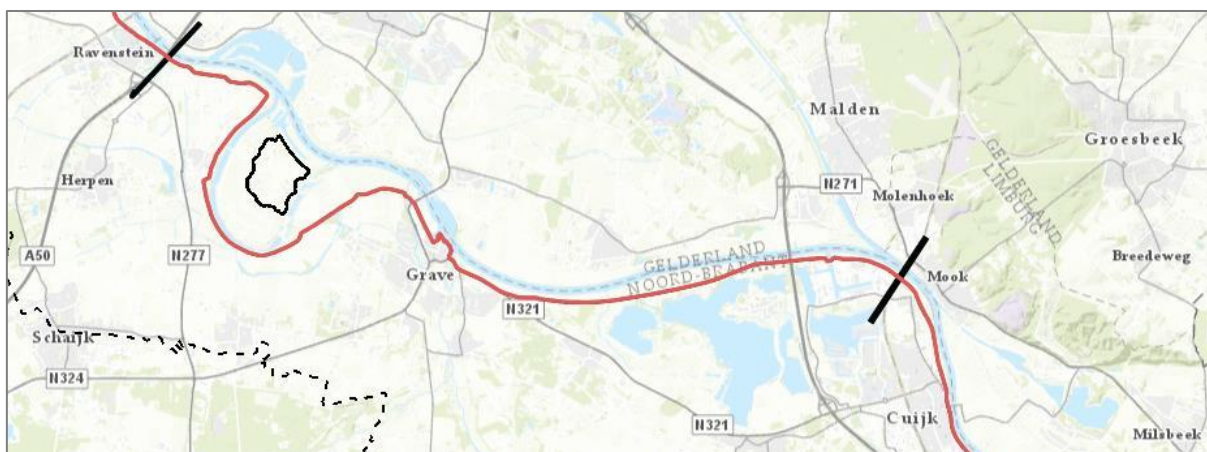 Ravenstein
Malden
Groesbeek
Herpen
N271
Molenhoek
GELDERLAND
LIMBURG
A50
N277
Grave
GELDERLAND
NOORD-BRABANT
Mook
Breedeweg
N321
Schaijk
N324
N321
Cuijk
Milsbeek